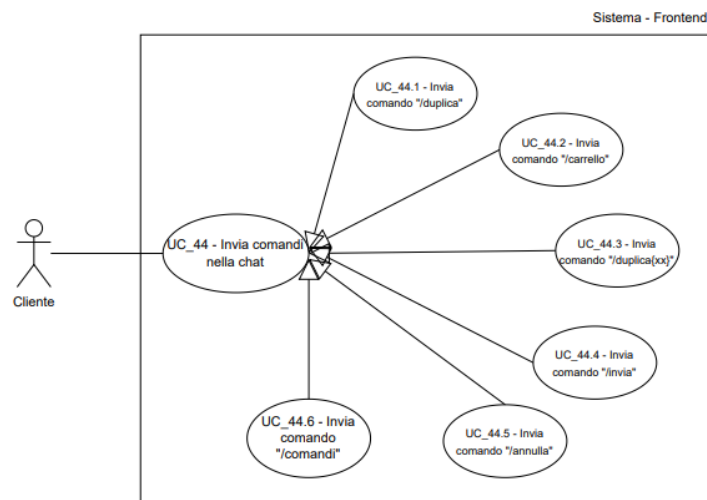 Sistema - Frontend
UC_44.1 - Invia
comando "/duplica"
UC_44.2 - Invia
comando "/carrello"
UC_44 - Invia comandi
nella chat
UC_44.3 - Invia
comando "/duplica{xx}"
Cliente
UC_44.4 - Invia
comando "/invia"
UC_44.6 - Invia
comando
"/comandi"
UC_44.5 - Invia
comando "/annulla"